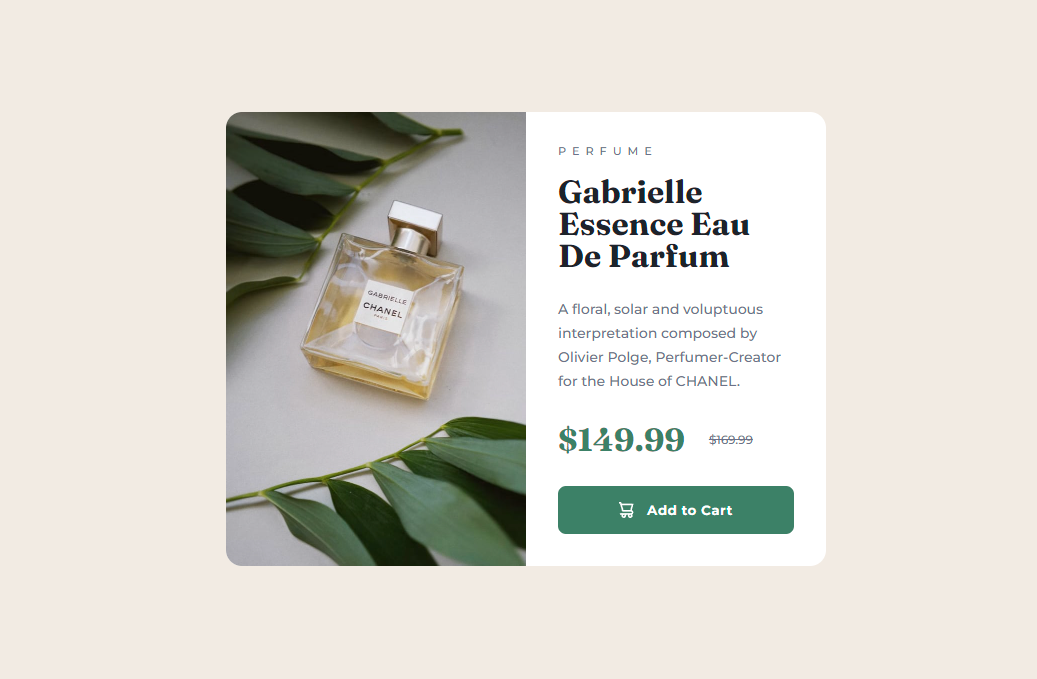 GABRIELLE
CHANEL
PARIS
PERFUME
Gabrielle
Essence Eau
De Parfum
A floral, solar and voluptuous
interpretation composed by
Olivier Polge, Perfumer-Creator
for the House of CHANEL.
$149.99 $169.99
Add to Cart